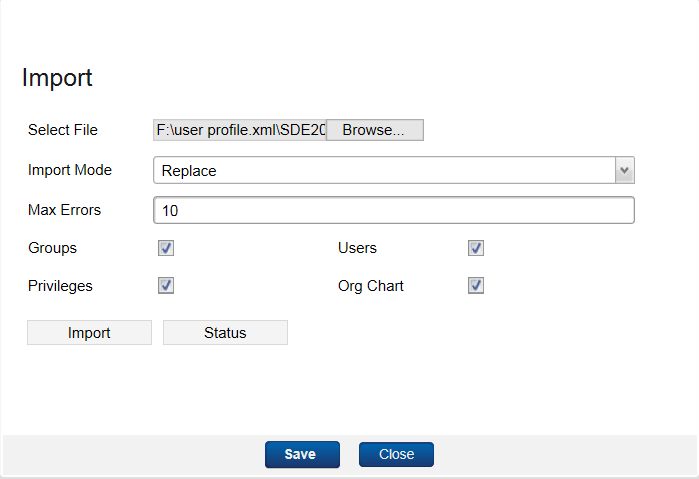 Import
Select File F:\user profile.xml\SDE20 Browse...
Import Mode Replace
Max Errors 10
Groups Users
Privileges Org Chart
Import Status
Save Close